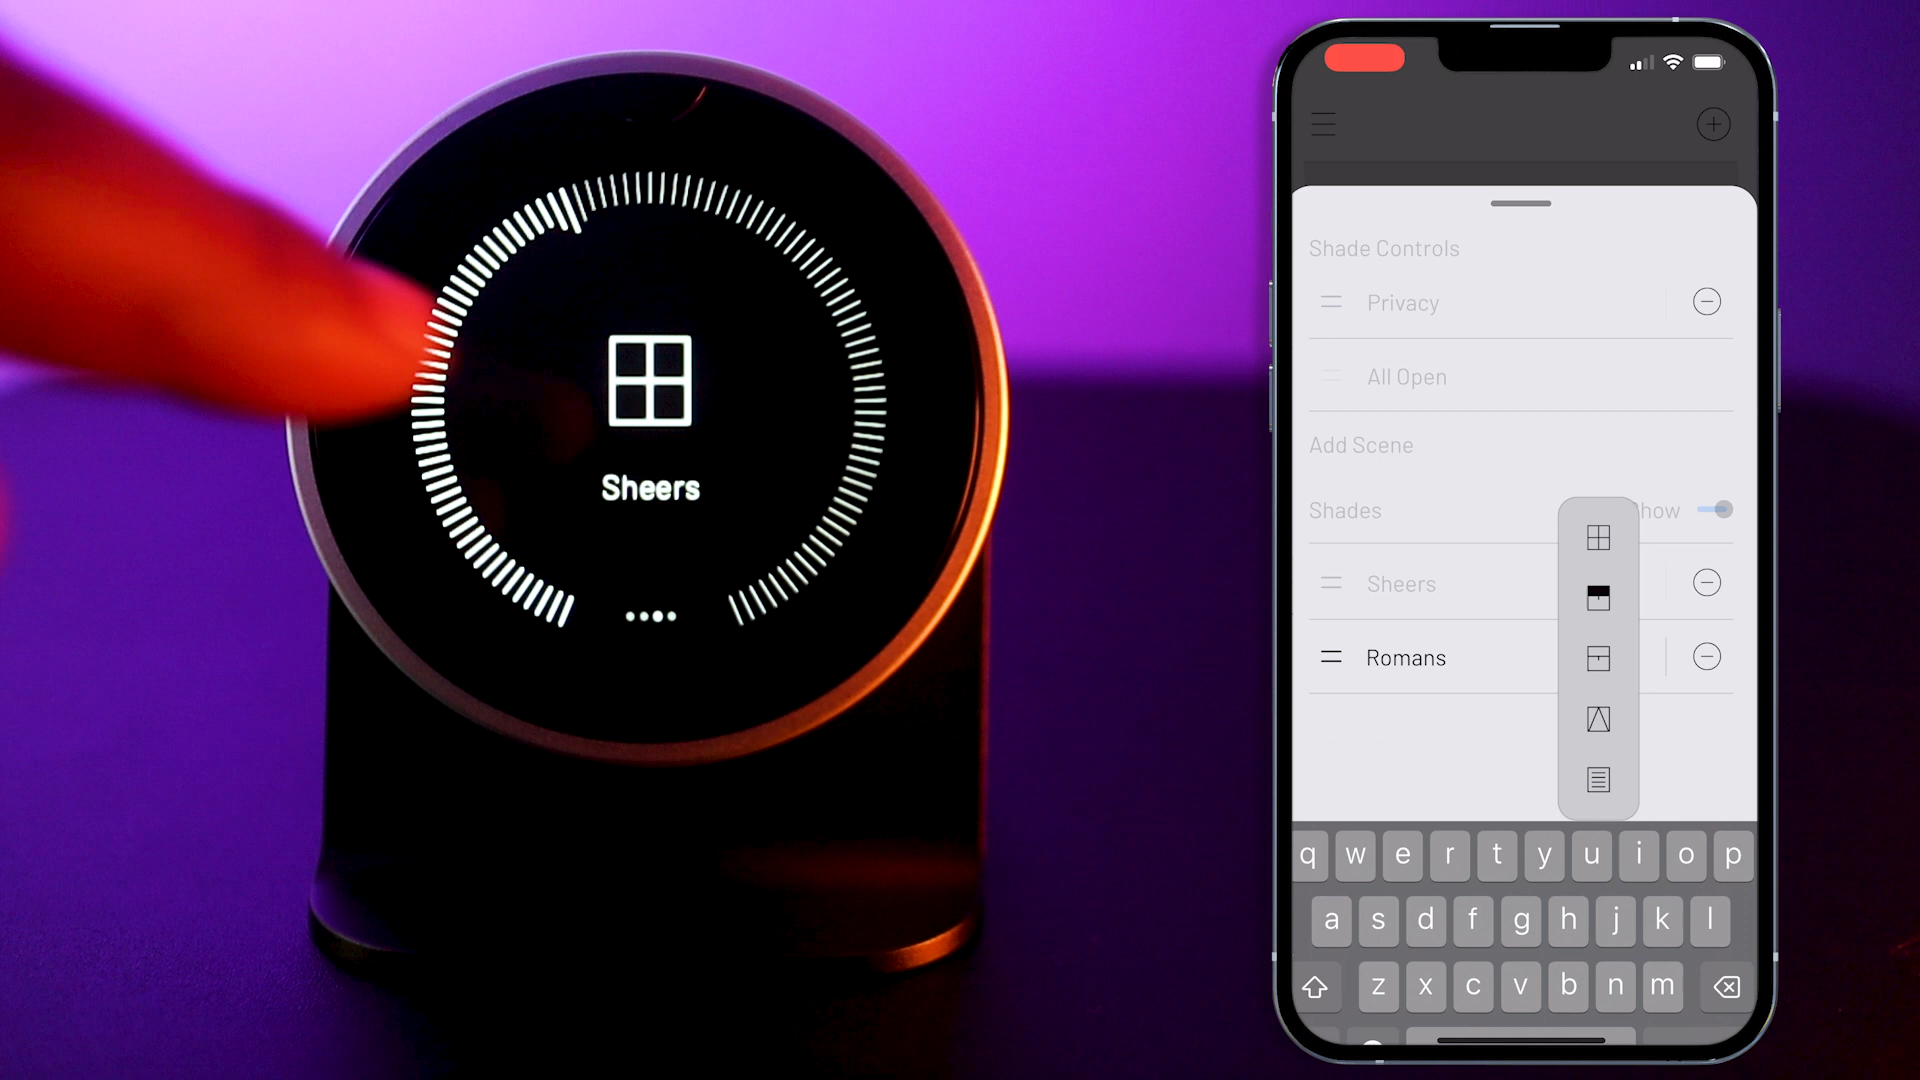 Sheers
Shade Controls
Privacy
All Open
Add Scene
Shades
how
Sheers
Romans
q w e r t y u i o p
a s d f g h j k l
z x c v b n m